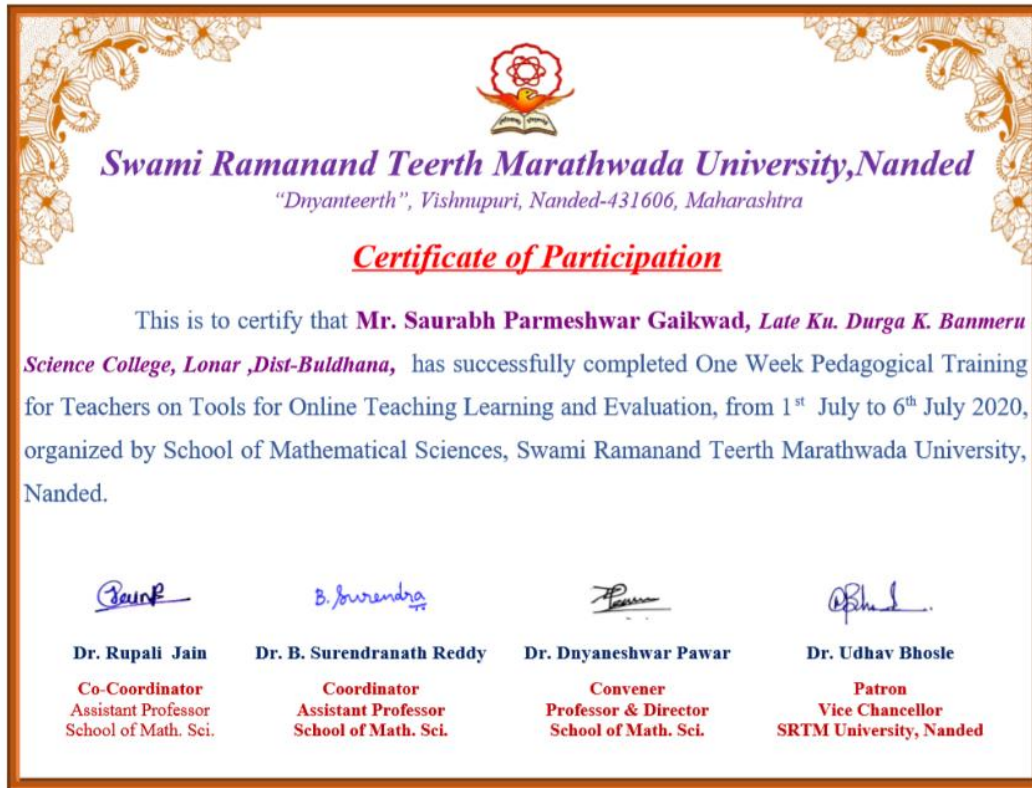 Swami Ramanand Teerth Marathwada University,Nanded
“Dnyanteerth”, Vishnupuri, Nanded-431606, Maharashtra
Certificate of Participation
This is to certify that Mr. Saurabh Parmeshwar Gaikwad, Late Ku. Durga K. Banmeru
Science College, Lonar ,Dist-Buldhana, has successfully completed One Week Pedagogical Training
for Teachers on Tools for Online Teaching Learning and Evaluation, from 1st July to 6th July 2020,
organized by School of Mathematical Sciences, Swami Ramanand Teerth Marathwada University,
Nanded.
B. Surendra
Dr. Rupali Jain
Co-Coordinator
Assistant Professor
School of Math. Sci.
Dr. B. Surendranath Reddy
Coordinator
Assistant Professor
School of Math. Sci.
Dr. Dnyaneshwar Pawar
Convener
Professor & Director
School of Math. Sci.
Dr. Udhav Bhosle
Patron
Vice Chancellor
SRTM University, Nanded